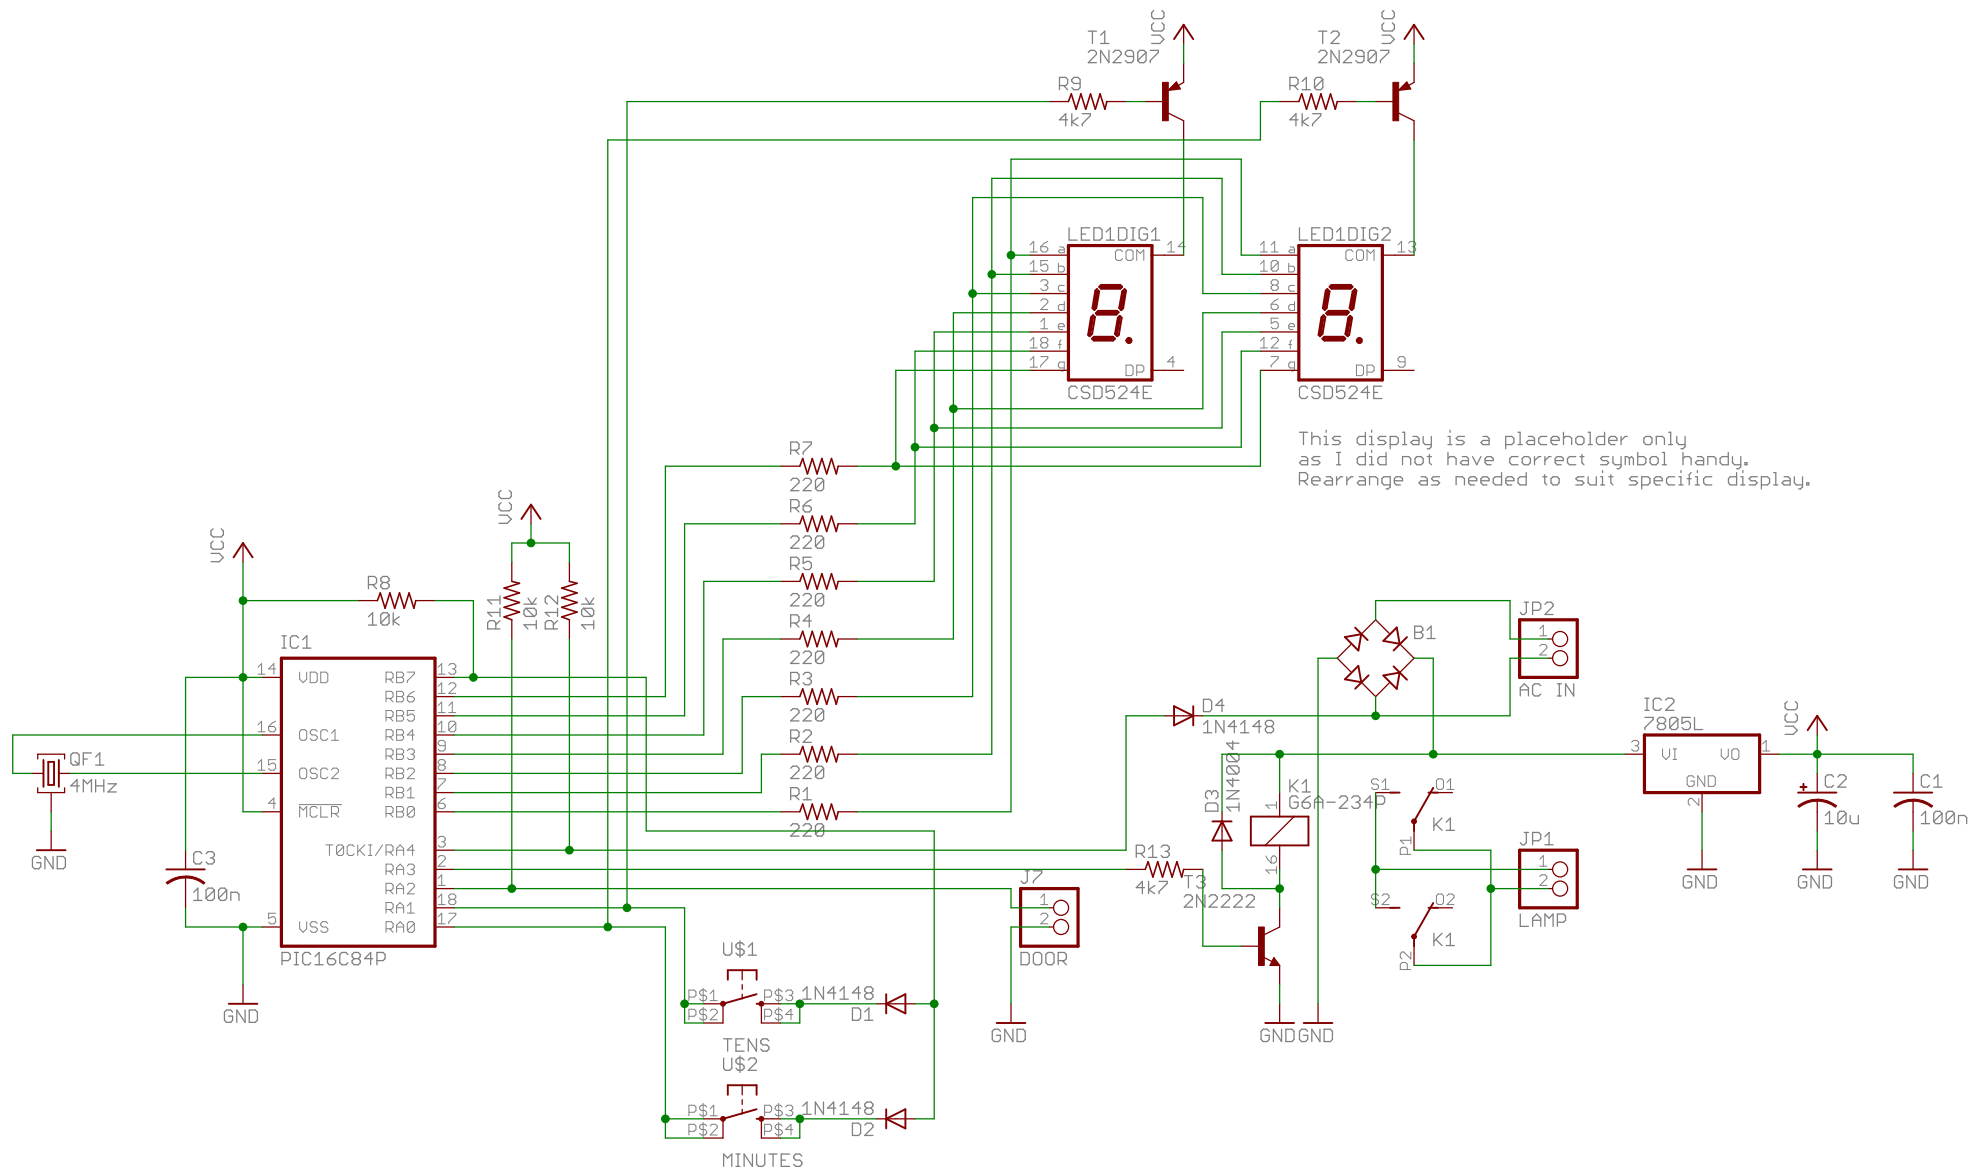 T1
2N2907
VCC
T2
2N2907
VCC
R9
4k7
R10
4k7
LED1DIG1
16 a
15 b
3 c
2 d
1 e
18 f
17 g
COM 14
DP 4
CSD524E
LED1DIG2
11 a
10 b
8 c
6 d
5 e
12 f
7 g
COM 13
DP 9
CSD524E
This display is a placeholder only
as I did not have correct symbol handy.
Rearrange as needed to suit specific display.
R7
220
R6
220
R5
220
R4
220
R3
220
R2
220
R1
220
VCC
VCC
R8
10k
R11
10k
R12
10k
IC1
14 VDD
16 OSC1
15 OSC2
4 MCLR
5 VSS
RB7 13
RB6 12
RB5 11
RB4 10
RB3 9
RB2 8
RB1 7
RB0 6
T0CKI/RA4 3
RA3 2
RA2 1
RA1 18
RA0 17
PIC16C84P
QF1
4MHz
GND
C3
100n
GND
U$1
P$1
P$2
P$3
P$4
TENS
1N4148
D1
U$2
P$1
P$2
P$3
P$4
MINUTES
1N4148
D2
J7
1
2
DOOR
GND
R13
4k7
T3
2N2222
GND
GND
D4
1N4148
D3
1N4004
K1
G6A-234P
1
16
B1
JP2
1
2
AC IN
S1
O1
P1
K1
S2
O2
P2
K1
JP1
1
2
LAMP
IC2
7805L
3
VI
VO
1
GND
2
GND
VCC
C2
10u
GND
C1
100n
GND